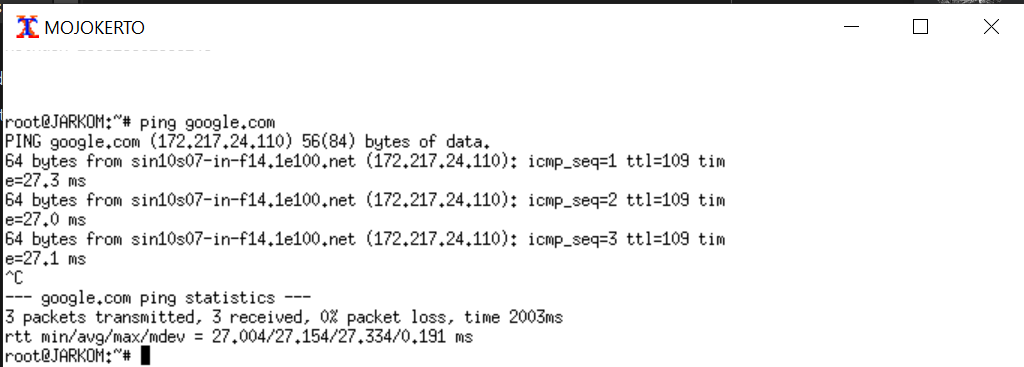 MOJOKERTO
root@JARKOM:~# ping google.com
PING google.com (172.217.24.110) 56(84) bytes of data.
64 bytes from sin10s07-in-f14.1e100.net (172.217.24.110): icmp_seq=1 ttl=109 tim
e=27.3 ms
64 bytes from sin10s07-in-f14.1e100.net (172.217.24.110): icmp_seq=2 ttl=109 tim
e=27.0 ms
64 bytes from sin10s07-in-f14.1e100.net (172.217.24.110): icmp_seq=3 ttl=109 tim
e=27.1 ms
^C
--- google.com ping statistics ---
3 packets transmitted, 3 received, 0% packet loss, time 2003ms
rtt min/avg/max/mdev = 27.004/27.154/27.334/0.191 ms
root@JARKOM:~#